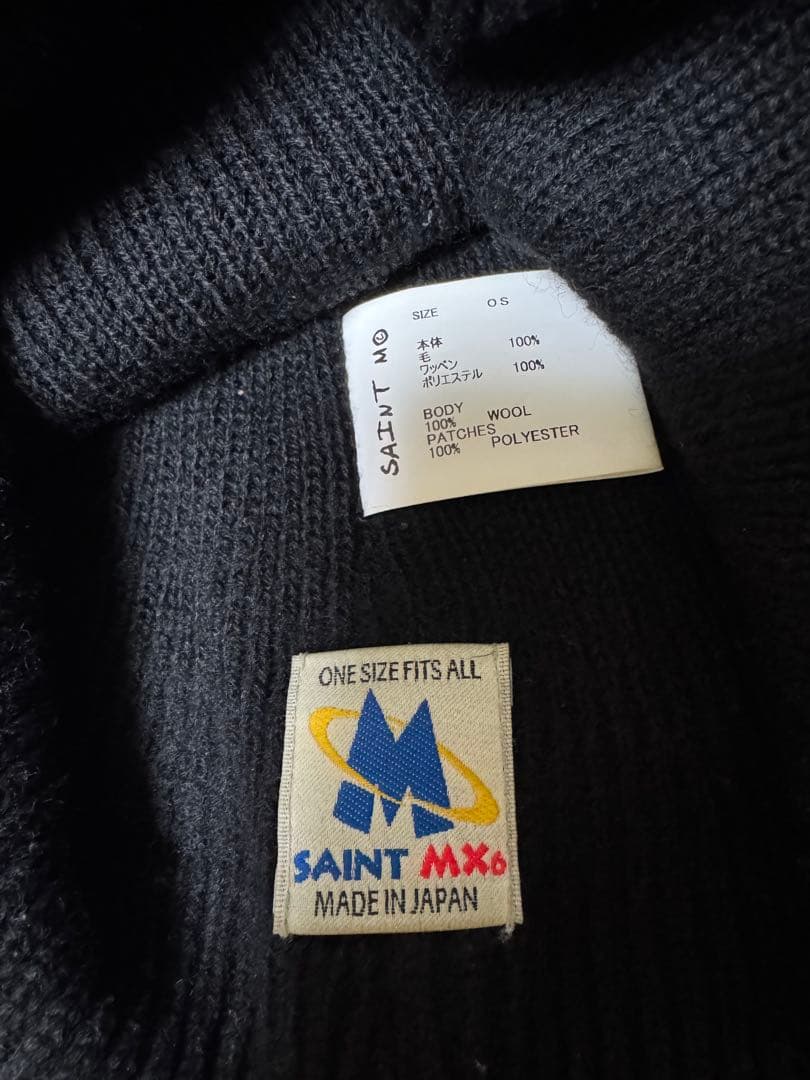 SAINT M©
SIZE OS
本体 100%
毛
ワッペン 100%
ポリエステル
BODY WOOL
100%
PATCHES POLYESTER
100%
ONE SIZE FITS ALL
SAINT MX6
MADE IN JAPAN